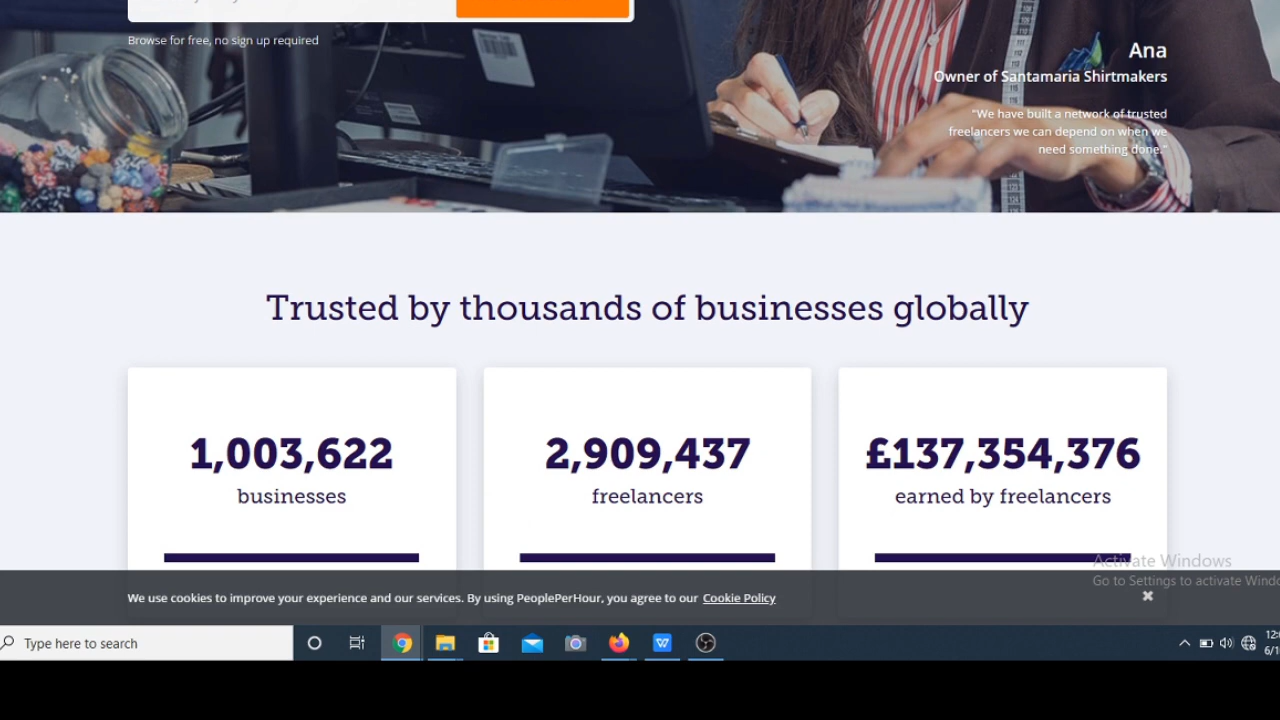 Browse for free, no sign up required
Ana
Owner of Santamaria Shirtmakers
"We have built a network of trusted
freelancers we can depend on when we
need something done."
Trusted by thousands of businesses globally
1,003,622
businesses
2,909,437
freelancers
£137,354,376
earned by freelancers
Activate Windows
Go to Settings to activate
We use cookies to improve your experience and our services. By using PeoplePerHour, you agree to our Cookie Policy
Type here to search